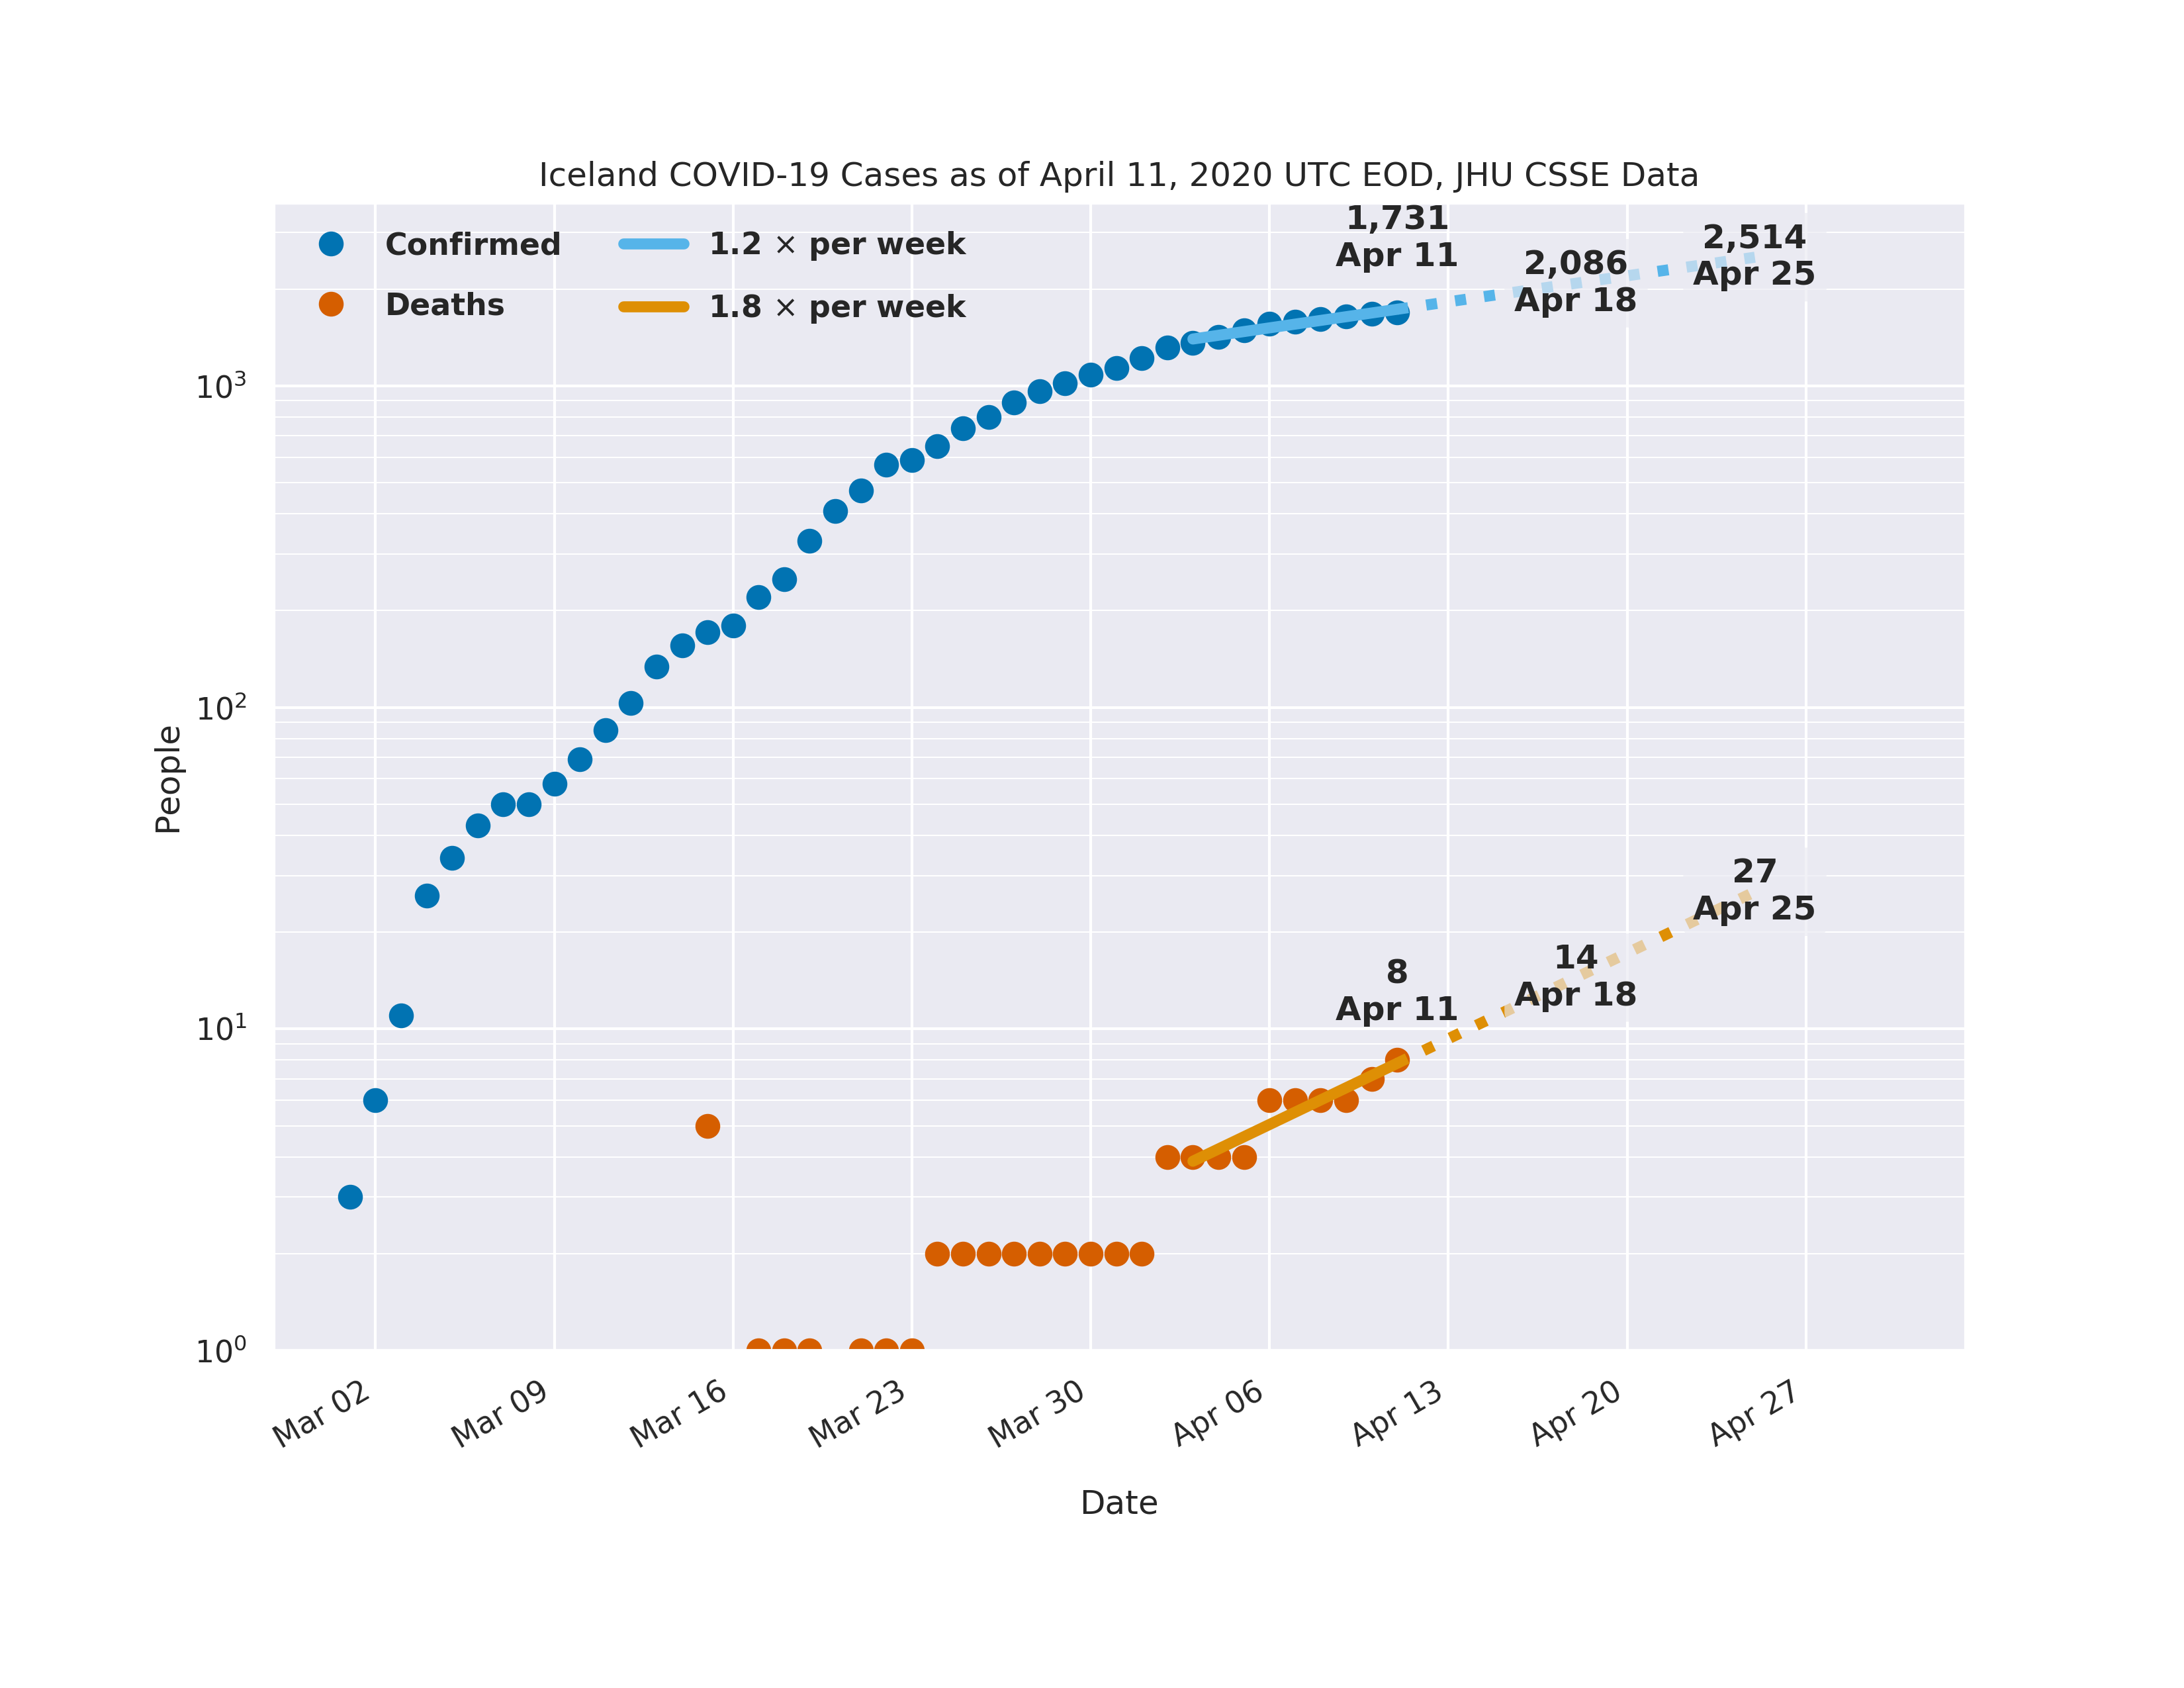 Iceland COVID-19 Cases as of April 11, 2020 UTC EOD, JHU CSSE Data
Confirmed
Deaths
1.2 × per week
1.8 × per week
1,731
Apr 11
2,086
Apr 18
2,514
Apr 25
27
Apr 25
14
Apr 18
8
Apr 11
People
10³
10²
10¹
10⁰
Mar 02
Mar 09
Mar 16
Mar 23
Mar 30
Apr 06
Apr 13
Apr 20
Apr 27
Date